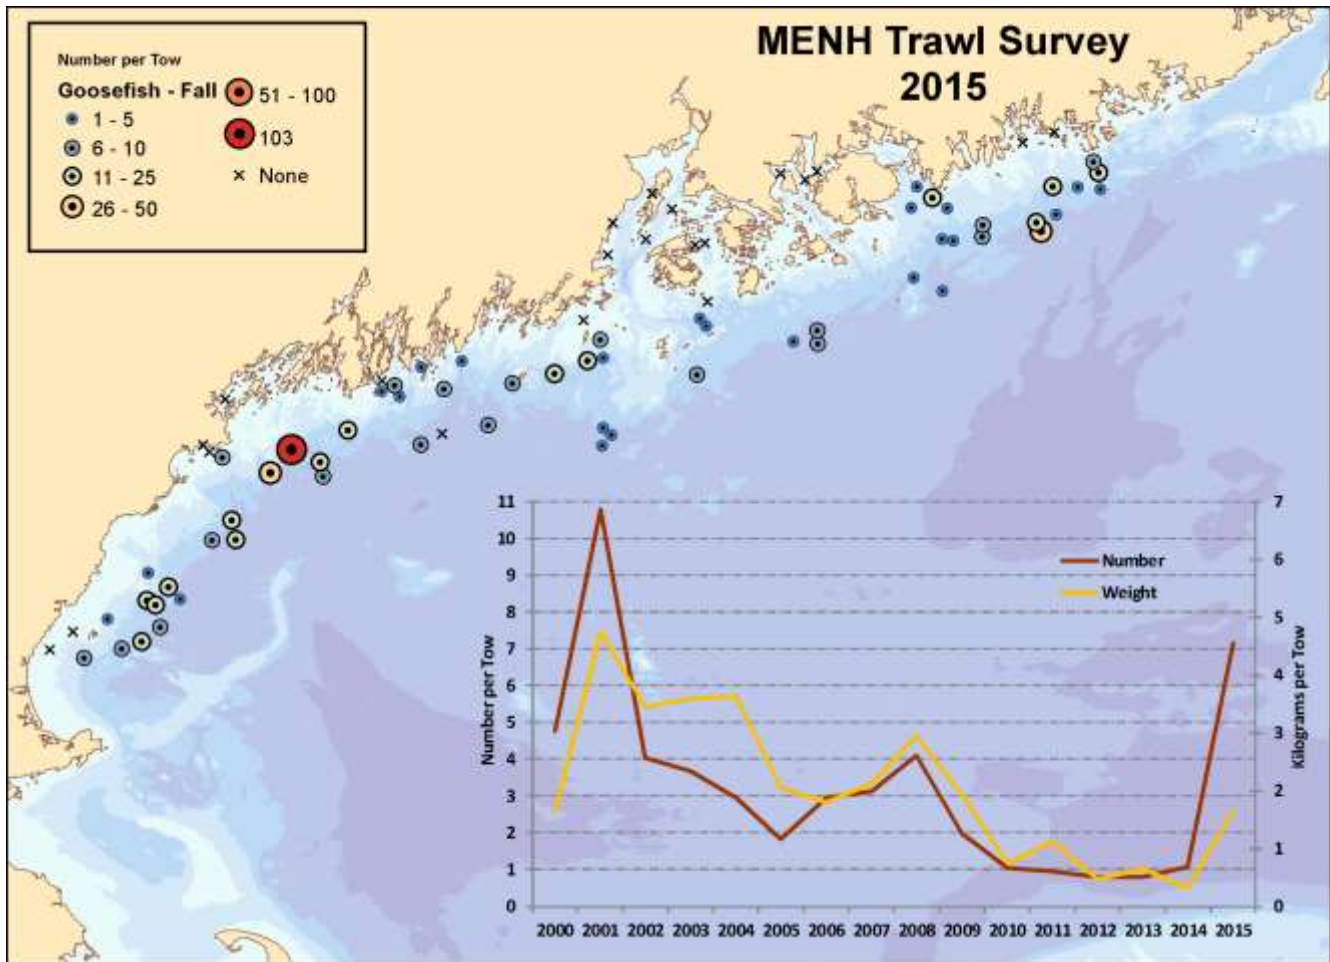 MENH Trawl Survey
2015
Number per Tow
Goosefish - Fall
1 - 5
6 - 10
11 - 25
26 - 50
51 - 100
103
None
11
10
9
8
7
6
5
4
3
2
1
0
Number per Tow
7
6
5
4
3
2
1
0
Kilograms per Tow
Number
Weight
2000 2001 2002 2003 2004 2005 2006 2007 2008 2009 2010 2011 2012 2013 2014 2015